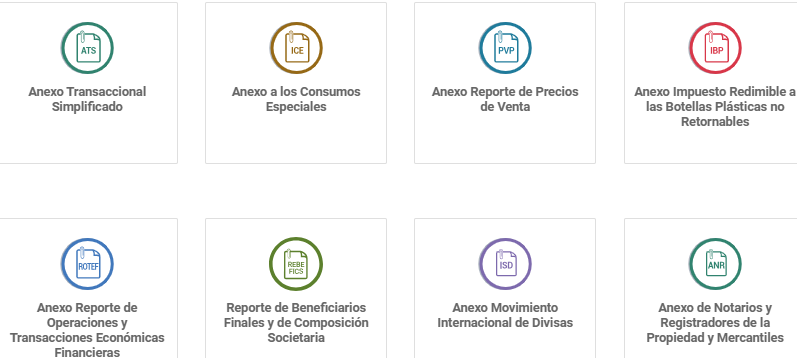 ATS
Anexo Transaccional
Simplificado
ICE
Anexo a los Consumos
Especiales
PVP
Anexo Reporte de Precios
de Venta
IBP
Anexo Impuesto Redimible a
las Botellas Plásticas no
Retornables
ROTEF
Anexo Reporte de
Operaciones y
Transacciones Económicas
Financieras
REBE
FICS
Reporte de Beneficiarios
Finales y de Composición
Societaria
ISD
Anexo Movimiento
Internacional de Divisas
ANR
Anexo de Notarios y
Registradores de la
Propiedad y Mercantiles